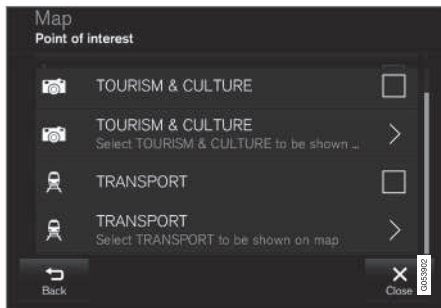 Map
Point of interest
TOURISM & CULTURE
TOURISM & CULTURE
Select TOURISM & CULTURE to be shown ...
TRANSPORT
TRANSPORT
Select TRANSPORT to be shown on map
Back
Close
G053902